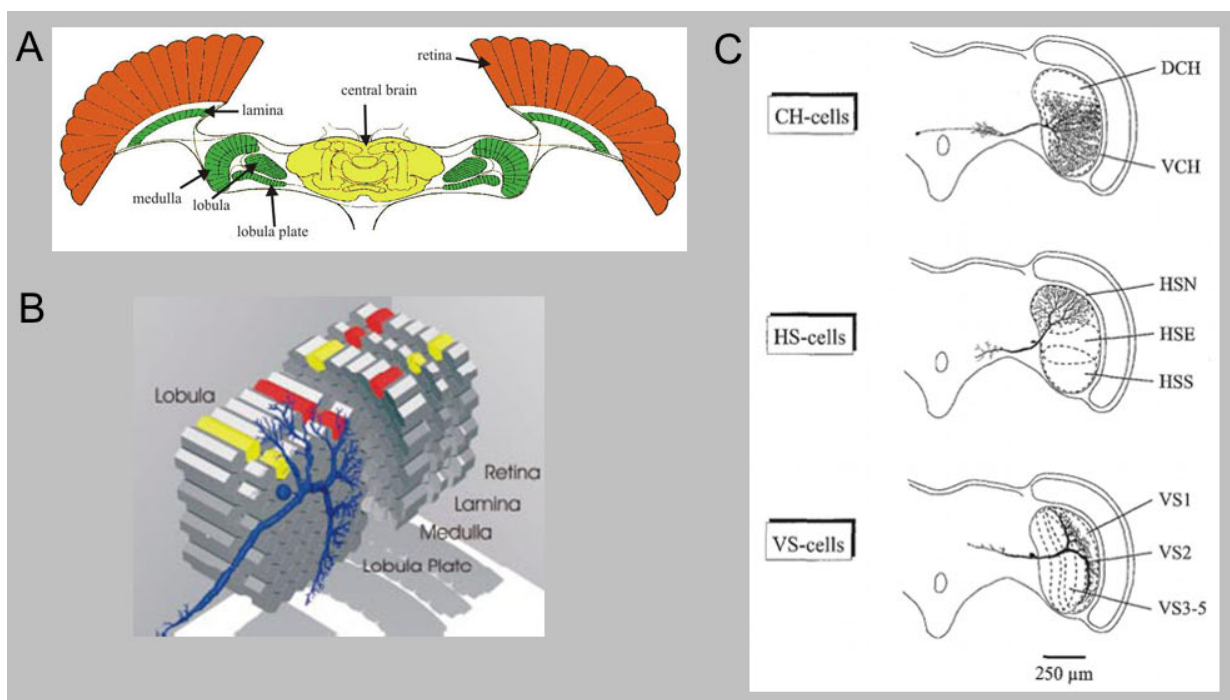 A
retina
lamina
central brain
medulla
lobula
lobula plate
B
Lobula
Retina
Lamina
Medulla
Lobula Plate
C
CH-cells
DCH
VCH
HS-cells
HSN
HSE
HSS
VS-cells
VS1
VS2
VS3-5
250 µm